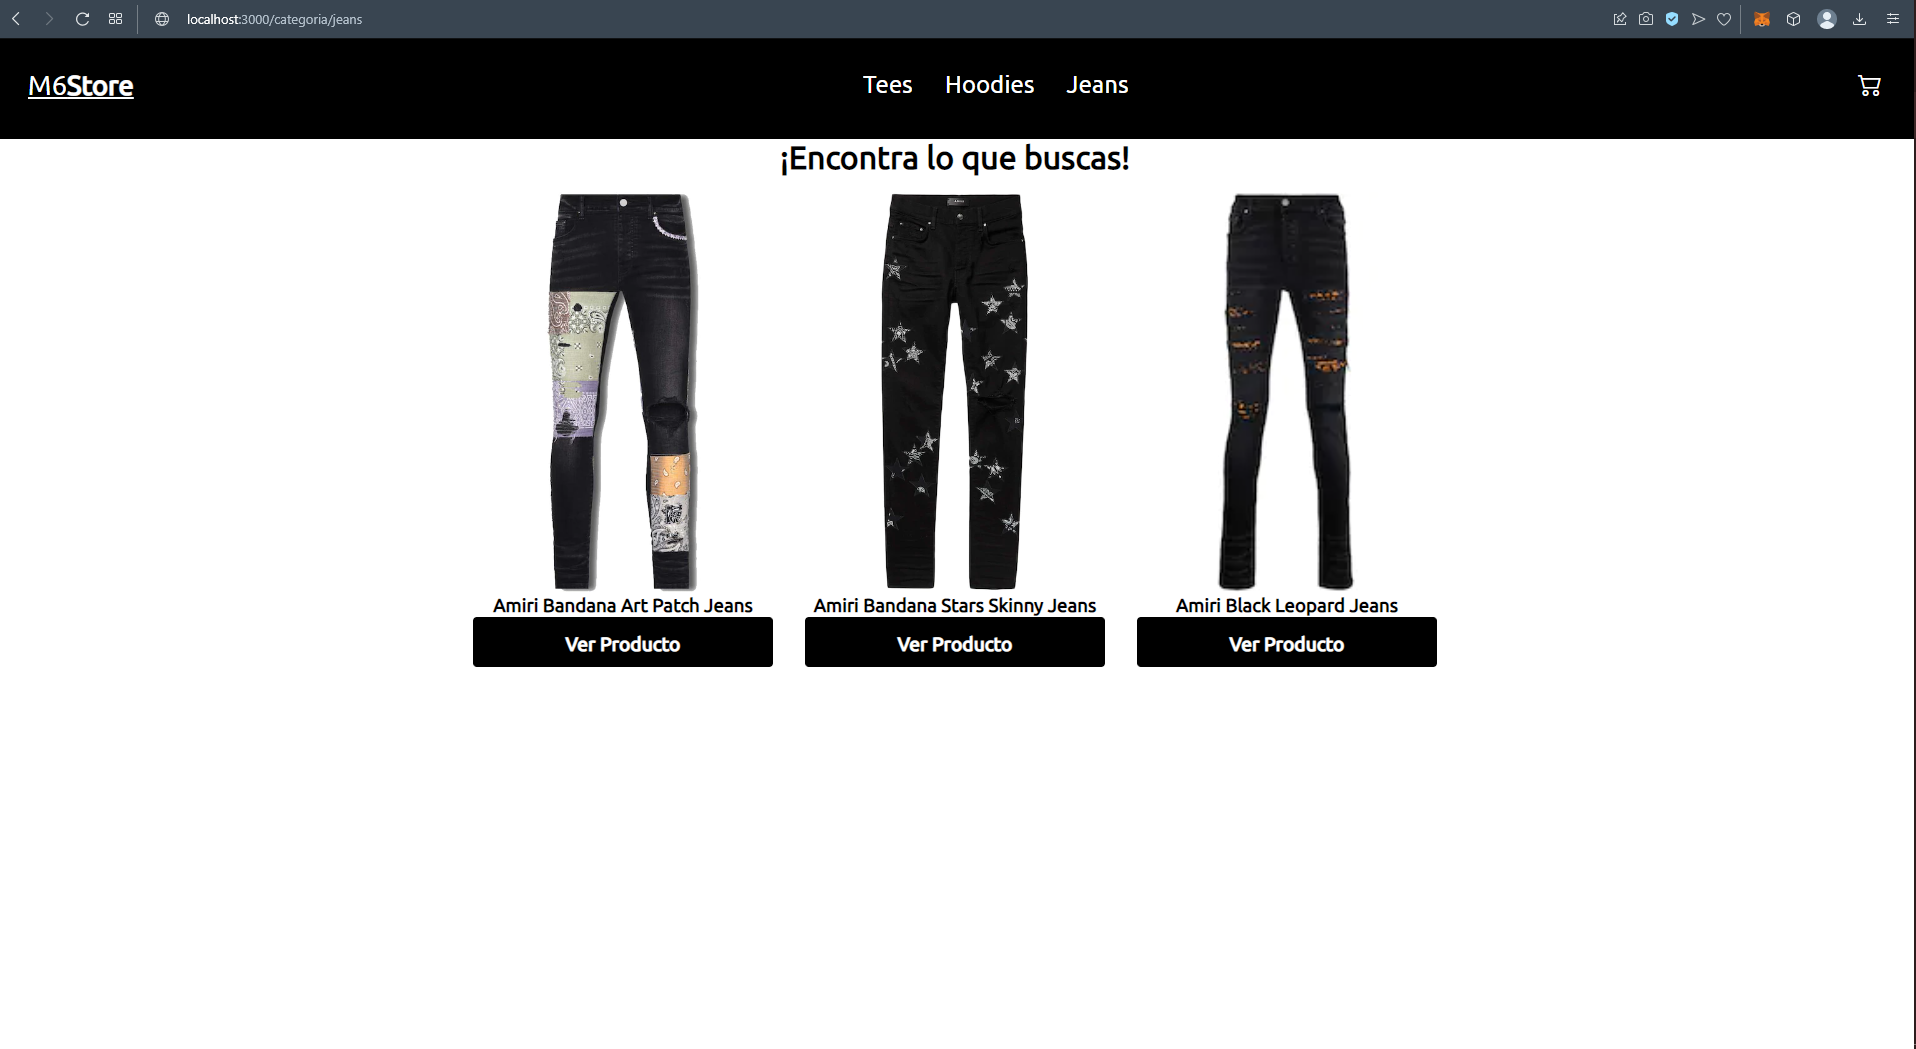 localhost:3000/categoria/jeans
M6Store
Tees Hoodies Jeans
¡Encontra lo que buscas!
Amiri Bandana Art Patch Jeans
Ver Producto
Amiri Bandana Stars Skinny Jeans
Ver Producto
Amiri Black Leopard Jeans
Ver Producto